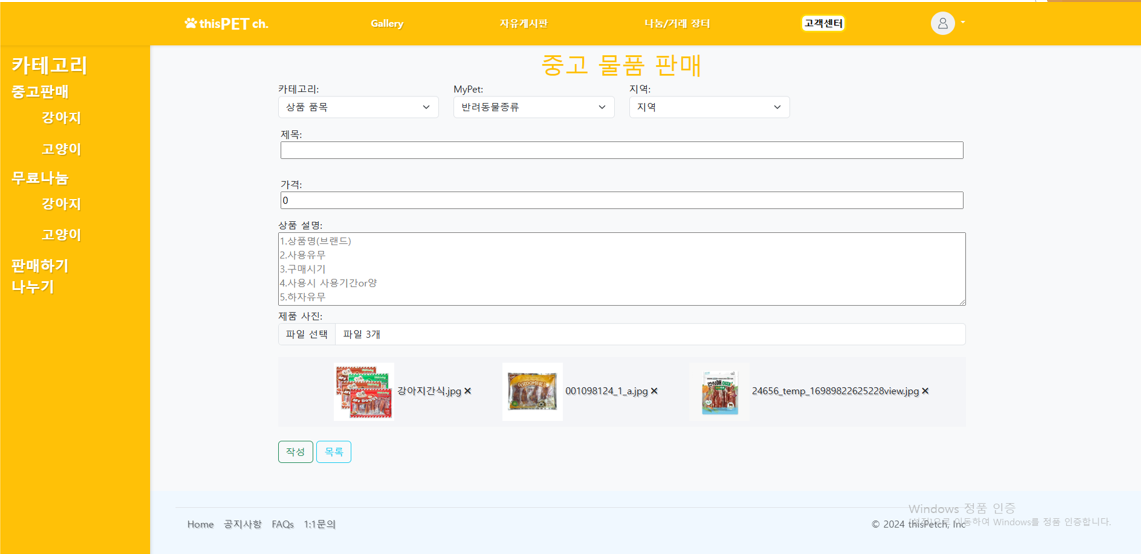 thisPET ch.
Gallery
자유게시판
나눔/거래 장터
고객센터
카테고리
중고판매
강아지
고양이
무료나눔
강아지
고양이
판매하기
나누기
중고 물품 판매
카테고리:
MyPet:
지역:
상품 품목
반려동물종류
지역
제목:
가격:
0
상품 설명:
1.상품명(브랜드)
2.사용유무
3.구매시기
4.사용시 사용기간or양
5.하자유무
제품 사진:
파일 선택 파일 3개
강아지간식.jpg ×
001098124_1_a.jpg ×
24656_temp_16989822625228view.jpg ×
작성 목록
Home 공지사항 FAQs 1:1문의
© 2024 thisPetch, Inc
Windows 정품 인증
이동하여 Windows를 정품 인증합니다.